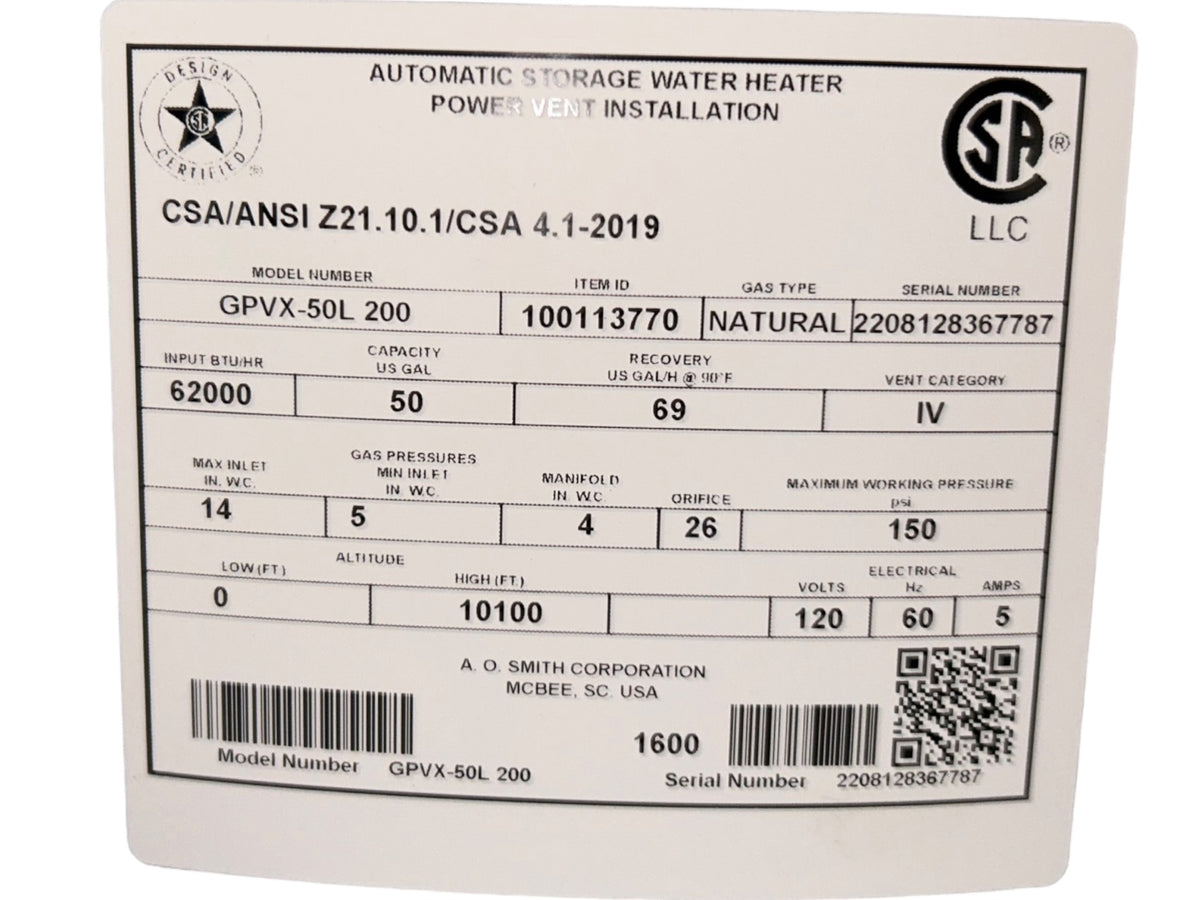 DESIGN
CERTIFIED ®
AUTOMATIC STORAGE WATER HEATER
POWER VENT INSTALLATION
SA ®
LLC
CSA/ANSI Z21.10.1/CSA 4.1-2019
MODEL NUMBER ITEM ID GAS TYPE SERIAL NUMBER
GPVX-50L 200 100113770 NATURAL 2208128367787
INPUT BTU/HR CAPACITY US GAL RECOVERY US GAL/H @ 90°F VENT CATEGORY
62000 50 69 IV
GAS PRESSURES
MAX INLET IN. W.C. MIN INLET IN. W.C. MANIFOLD IN. W.C. ORIFICE MAXIMUM WORKING PRESSURE psi
14 5 4 26 150
ALTITUDE ELECTRICAL
LOW (FT.) HIGH (FT.) VOLTS Hz AMPS
0 10100 120 60 5
A. O. SMITH CORPORATION
MCBEE, SC. USA
1600
Model Number GPVX-50L 200 Serial Number 2208128367787